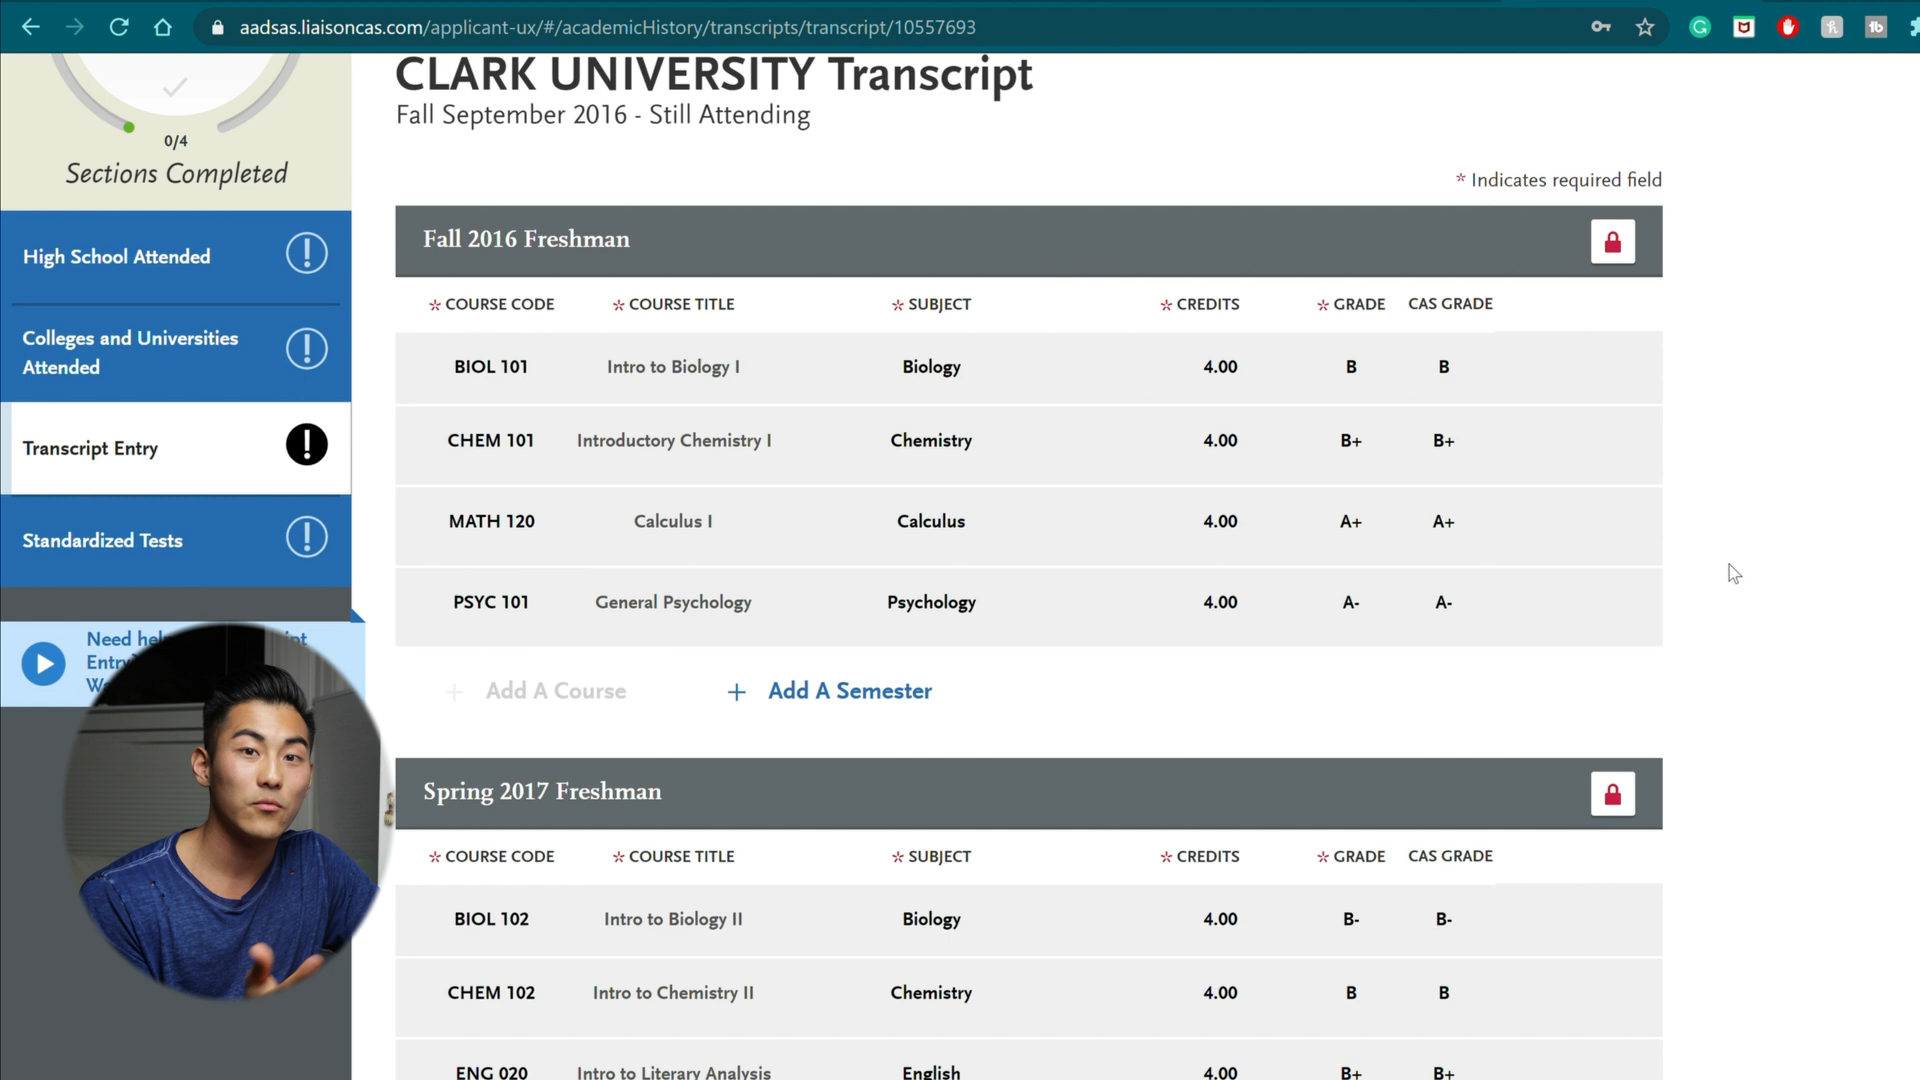 aadsas.liaisoncas.com/applicant-ux/#/academicHistory/transcripts/transcript/10557693
CLARK UNIVERSITY Transcript
Fall September 2016 - Still Attending
0/4
Sections Completed
* Indicates required field
High School Attended
Colleges and Universities
Attended
Transcript Entry
Standardized Tests
Need
Fall 2016 Freshman
* COURSE CODE * COURSE TITLE * SUBJECT * CREDITS * GRADE CAS GRADE
BIOL 101 Intro to Biology I Biology 4.00 B B
CHEM 101 Introductory Chemistry I Chemistry 4.00 B+ B+
MATH 120 Calculus I Calculus 4.00 A+ A+
PSYC 101 General Psychology Psychology 4.00 A- A-
+ Add A Course + Add A Semester
Spring 2017 Freshman
* COURSE CODE * COURSE TITLE * SUBJECT * CREDITS * GRADE CAS GRADE
BIOL 102 Intro to Biology II Biology 4.00 B- B-
CHEM 102 Intro to Chemistry II Chemistry 4.00 B B
ENG 020 Intro to Literary Analysis English 4.00 B+ B+